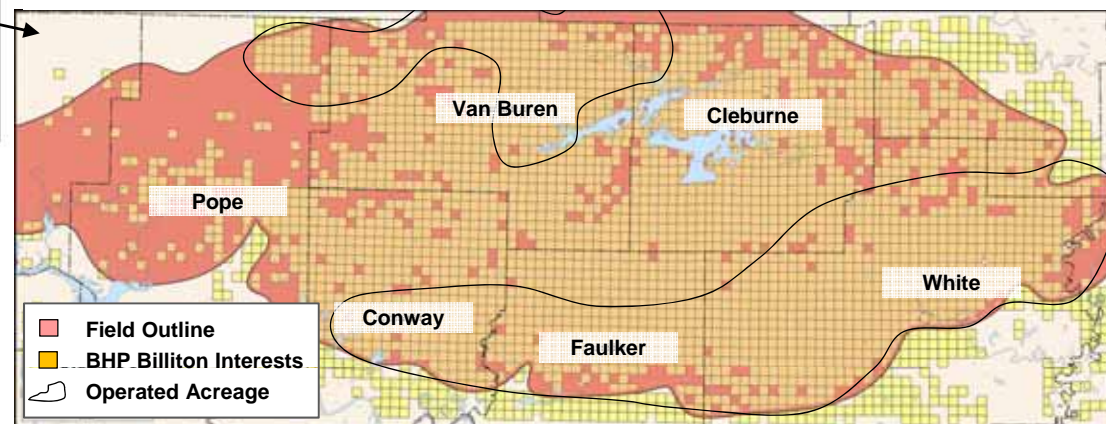 Van Buren
Cleburne
Pope
White
Conway
Faulker
Field Outline
BHP Billiton Interests
Operated Acreage